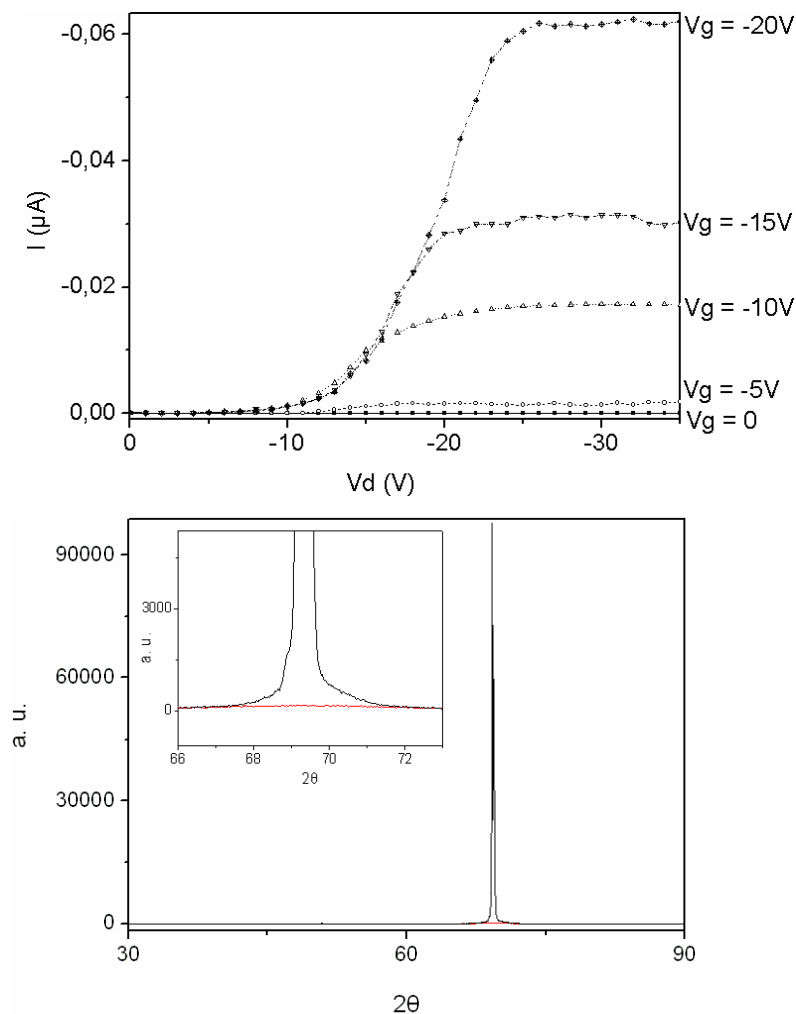 -0,06
-0,04
-0,02
0,00
I (µA)
0
-10
-20
-30
Vd (V)
Vg = -20V
Vg = -15V
Vg = -10V
Vg = -5V
Vg = 0
90000
60000
30000
0
a. u.
30
60
90
2θ
3000
0
a. u.
66
68
70
72
2θ